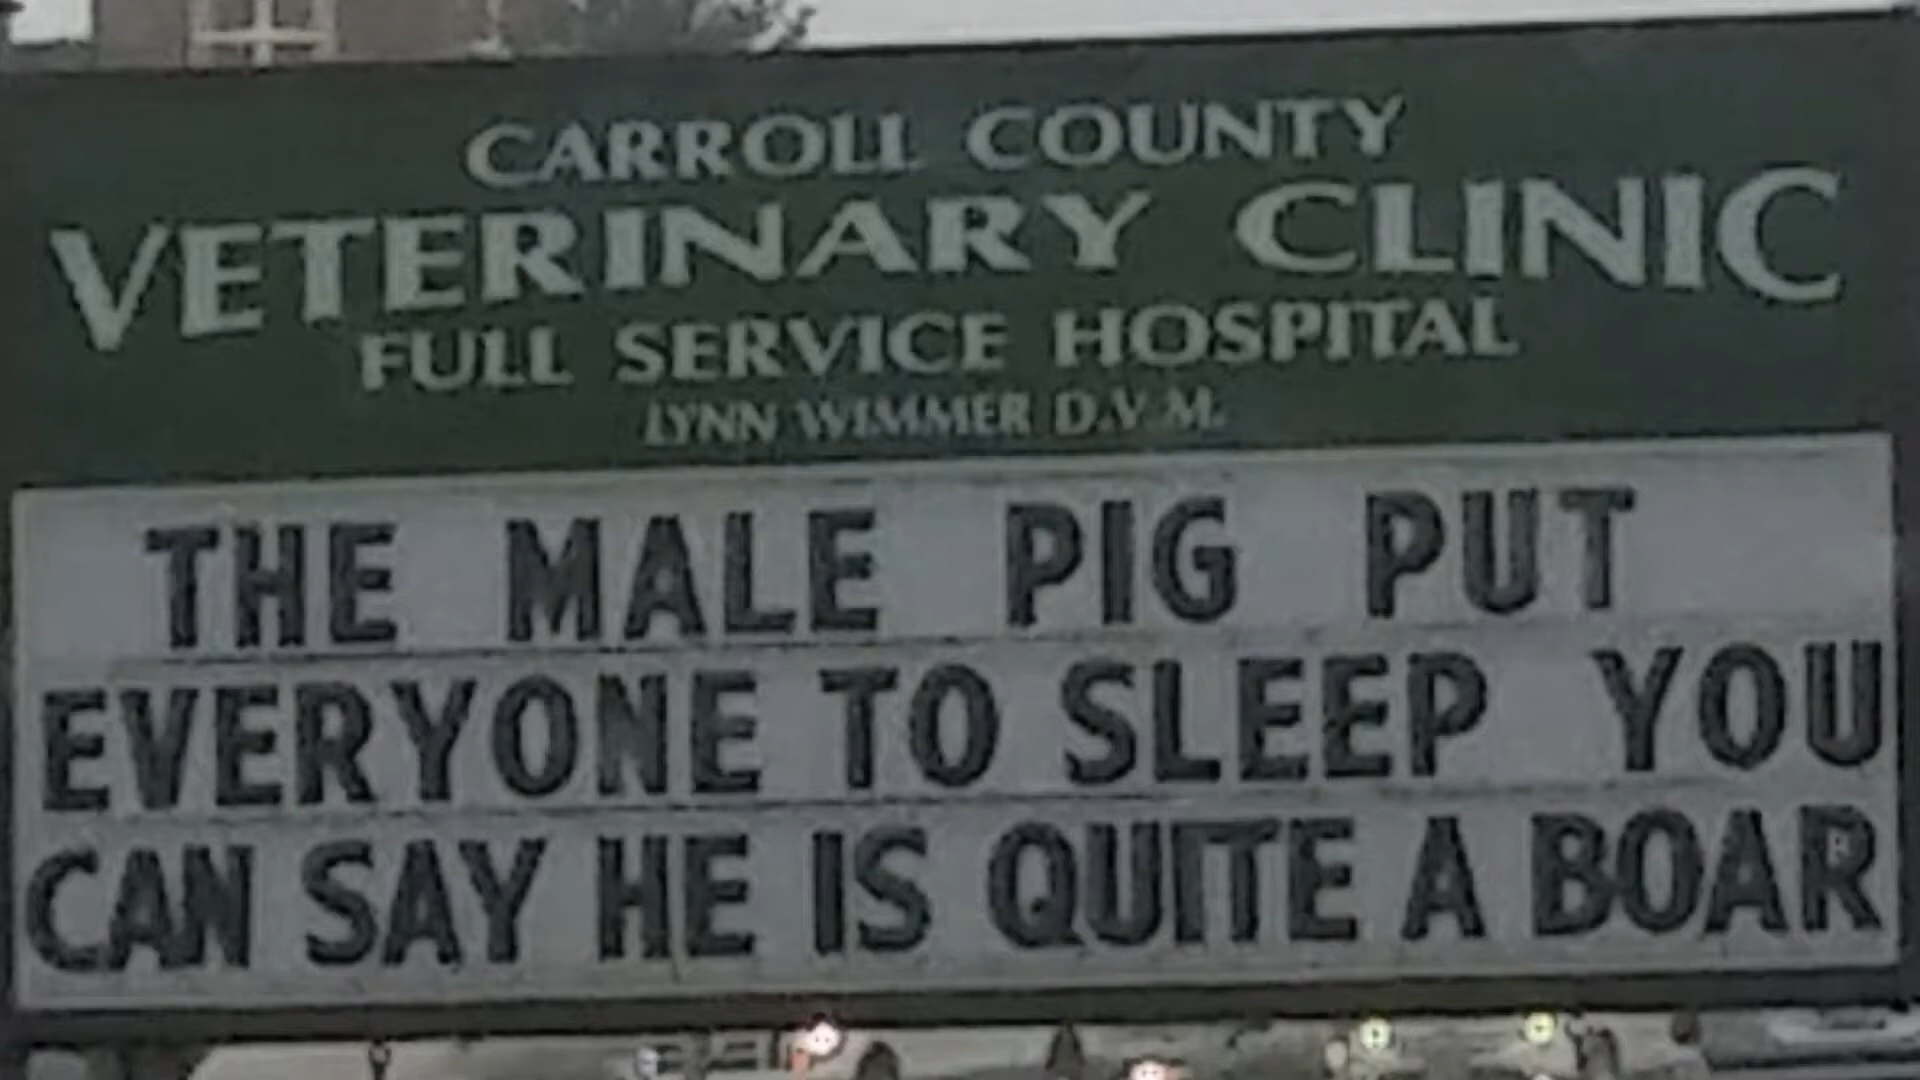 CARROLL COUNTY
VETERINARY CLINIC
FULL SERVICE HOSPITAL
LYNN WIMMER D.V.M.
THE MALE PIG PUT
EVERYONE TO SLEEP YOU
CAN SAY HE IS QUITE A BOAR